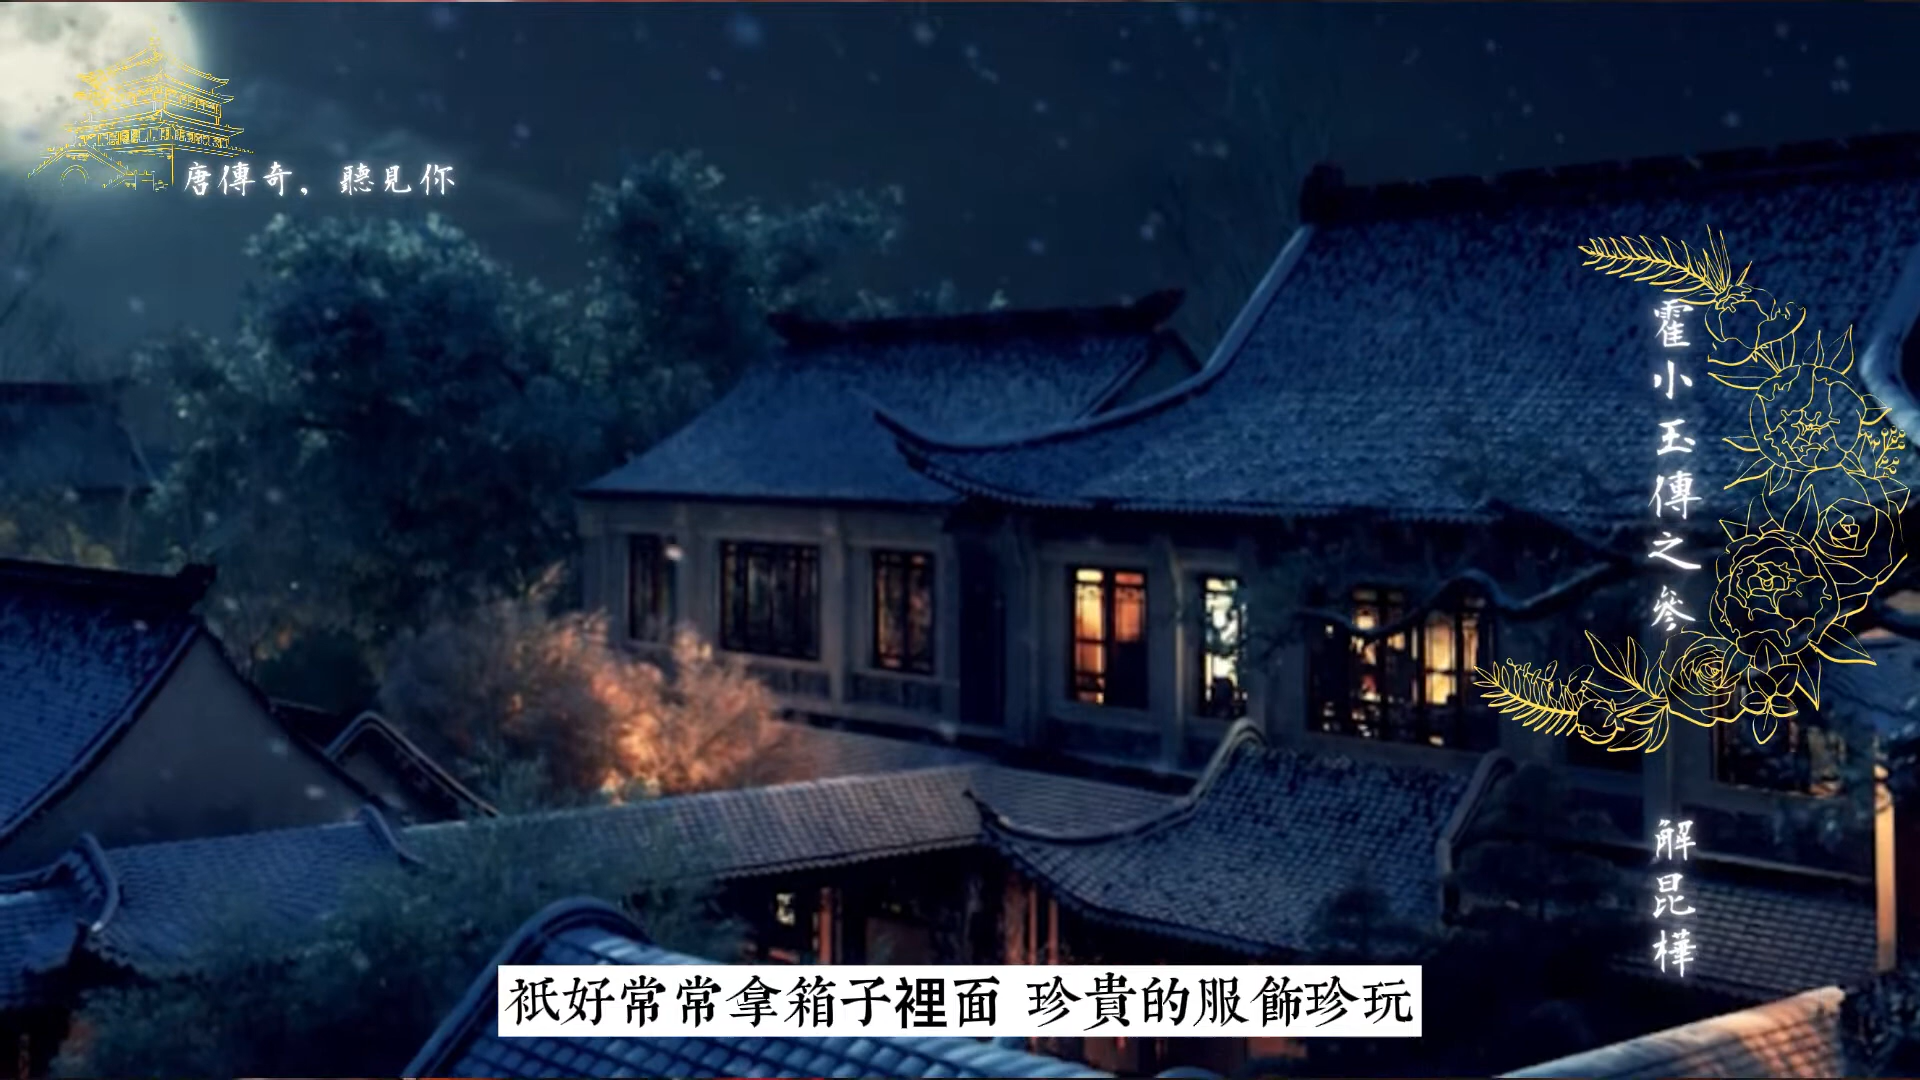 唐傳奇，聽見你
霍小玉傳之參
解昆樺
祇好常常拿箱子裡面 珍貴的服飾珍玩